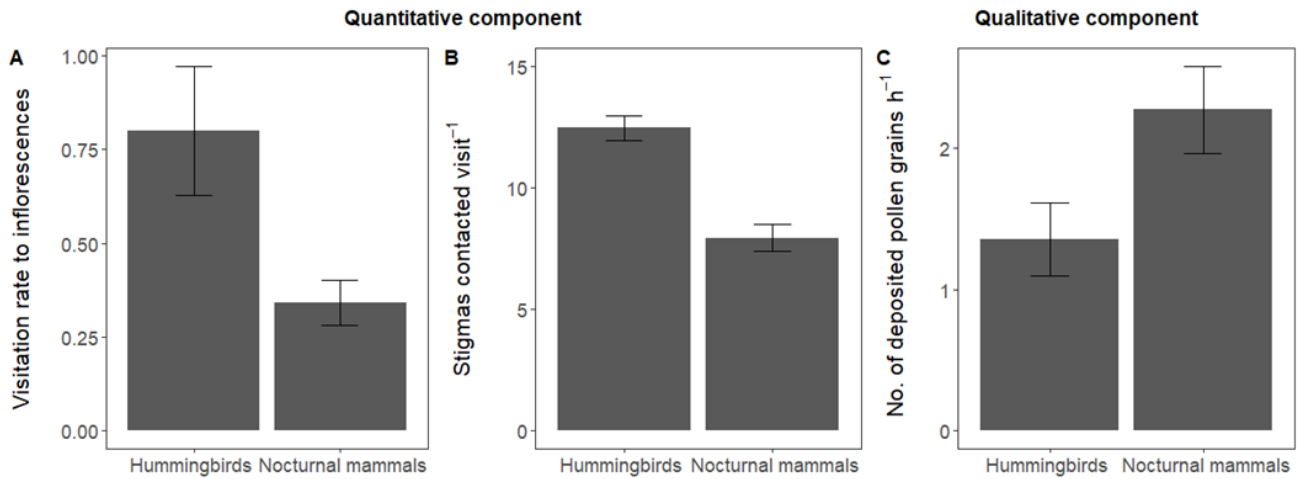 Quantitative component
Qualitative component
A
Visitation rate to inflorescences
1.00
0.75
0.50
0.25
0.00
Hummingbirds Nocturnal mammals
B
Stigmas contacted visit⁻¹
15
10
5
0
Hummingbirds Nocturnal mammals
C
No. of deposited pollen grains h⁻¹
2
1
0
Hummingbirds Nocturnal mammals